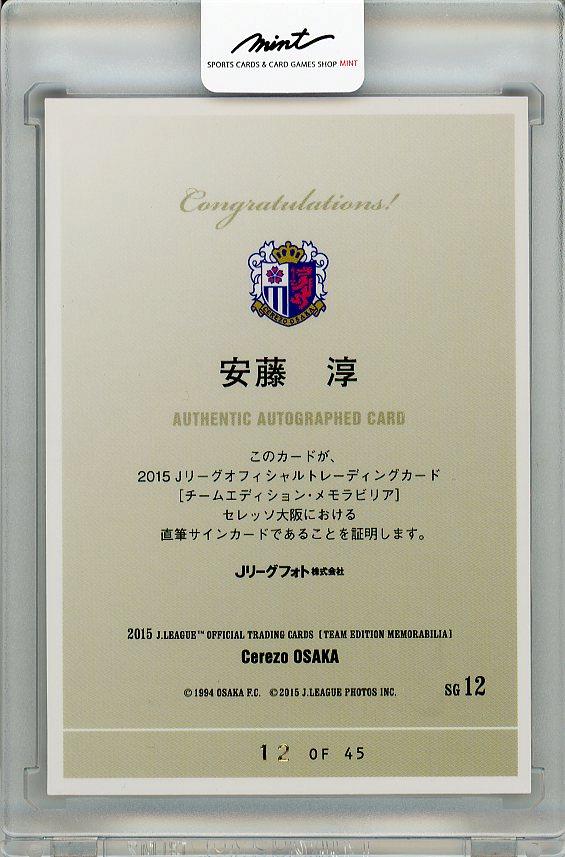 mint
SPORTS CARDS & CARD GAMES SHOP MINT
Congratulations!
CEREZO OSAKA
安藤　淳
AUTHENTIC AUTOGRAPHED CARD
このカードが、
2015 Jリーグオフィシャルトレーディングカード
［チームエディション・メモラビリア］
セレッソ大阪における
直筆サインカードであることを証明します。
Jリーグフォト株式会社
2015 J.LEAGUE™ OFFICIAL TRADING CARDS [TEAM EDITION MEMORABILIA]
Cerezo OSAKA
©1994 OSAKA F.C. ©2015 J.LEAGUE PHOTOS INC.
SG 12
12 OF 45